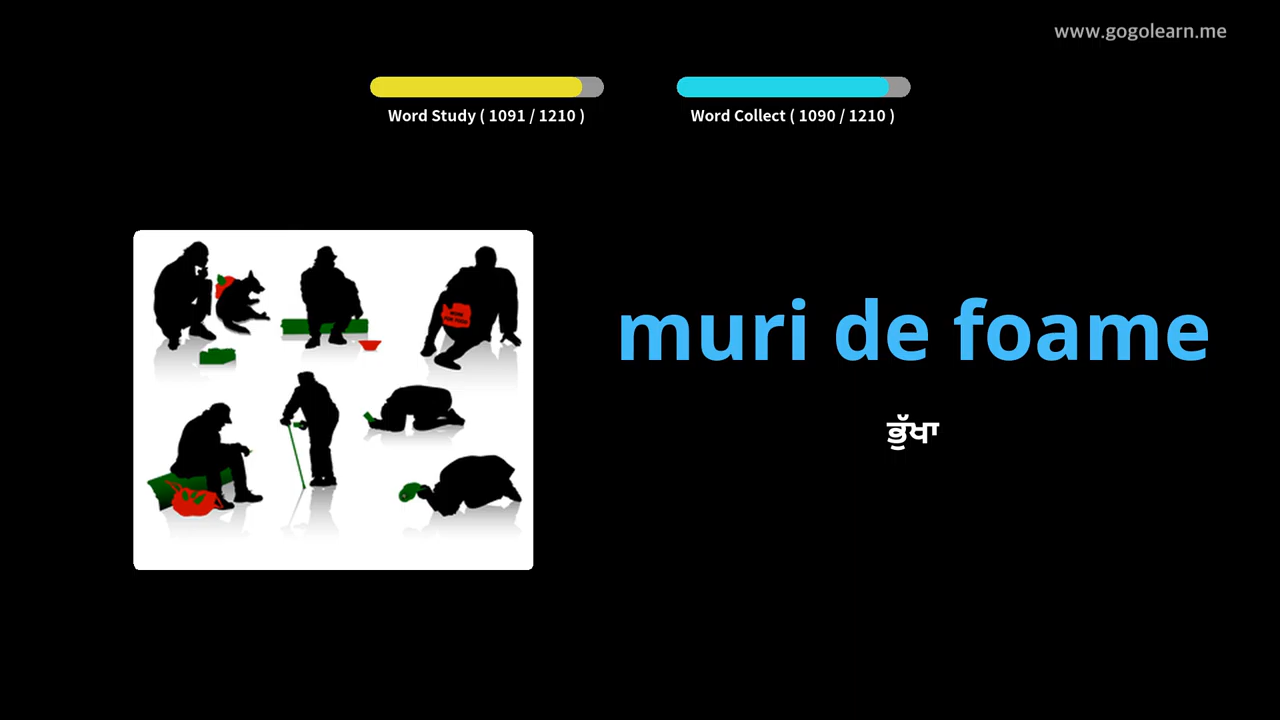 www.gogolearn.me
Word Study ( 1091 / 1210 )
Word Collect ( 1090 / 1210 )
muri de foame
ਭੁੱਖਾ